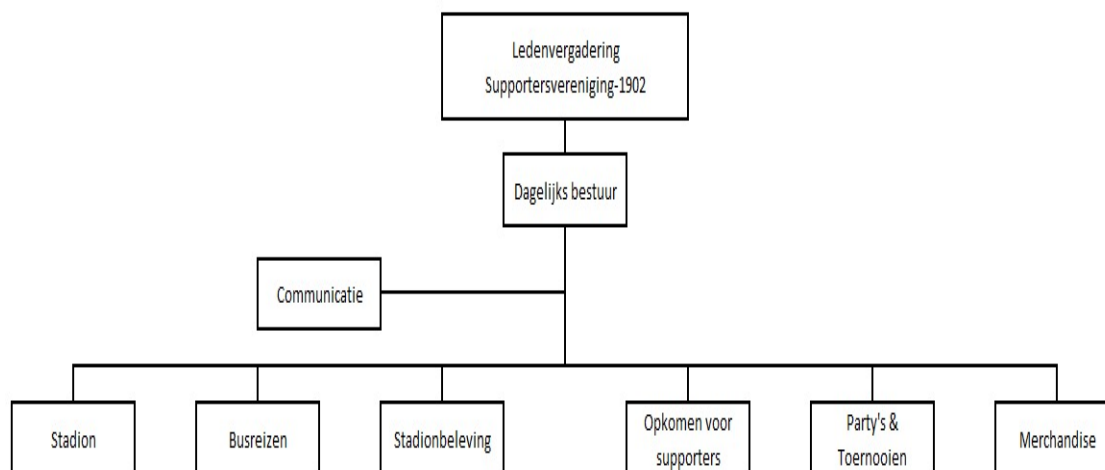 Ledenvergadering
Supportersvereniging-1902
Dagelijks bestuur
Communicatie
Stadion
Busreizen
Stadionbeleving
Opkomen voor
supporters
Party's &
Toernooien
Merchandise